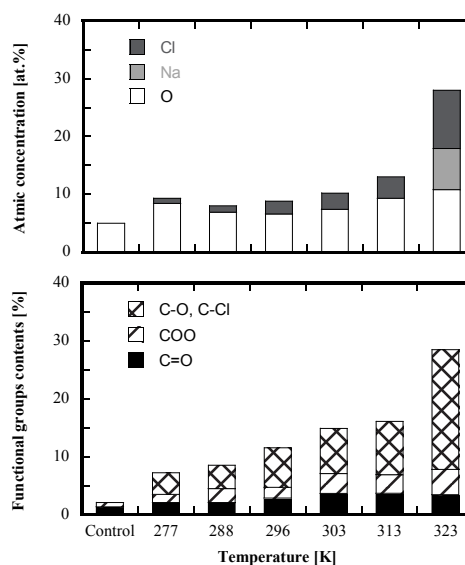 40
30
20
10
0
Atmic concentration [at.%]
Cl
Na
O
40
30
20
10
0
Functional groups contents [%]
C-O, C-Cl
COO
C=O
Control 277 288 296 303 313 323
Temperature [K]